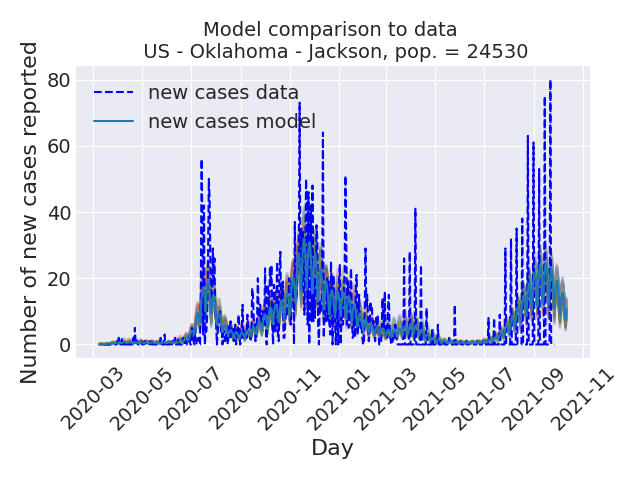 Model comparison to data
US - Oklahoma - Jackson, pop. = 24530
Number of new cases reported
80
60
40
20
0
new cases data
new cases model
2020-03
2020-05
2020-07
2020-09
2020-11
2021-01
2021-03
2021-05
2021-07
2021-09
2021-11
Day